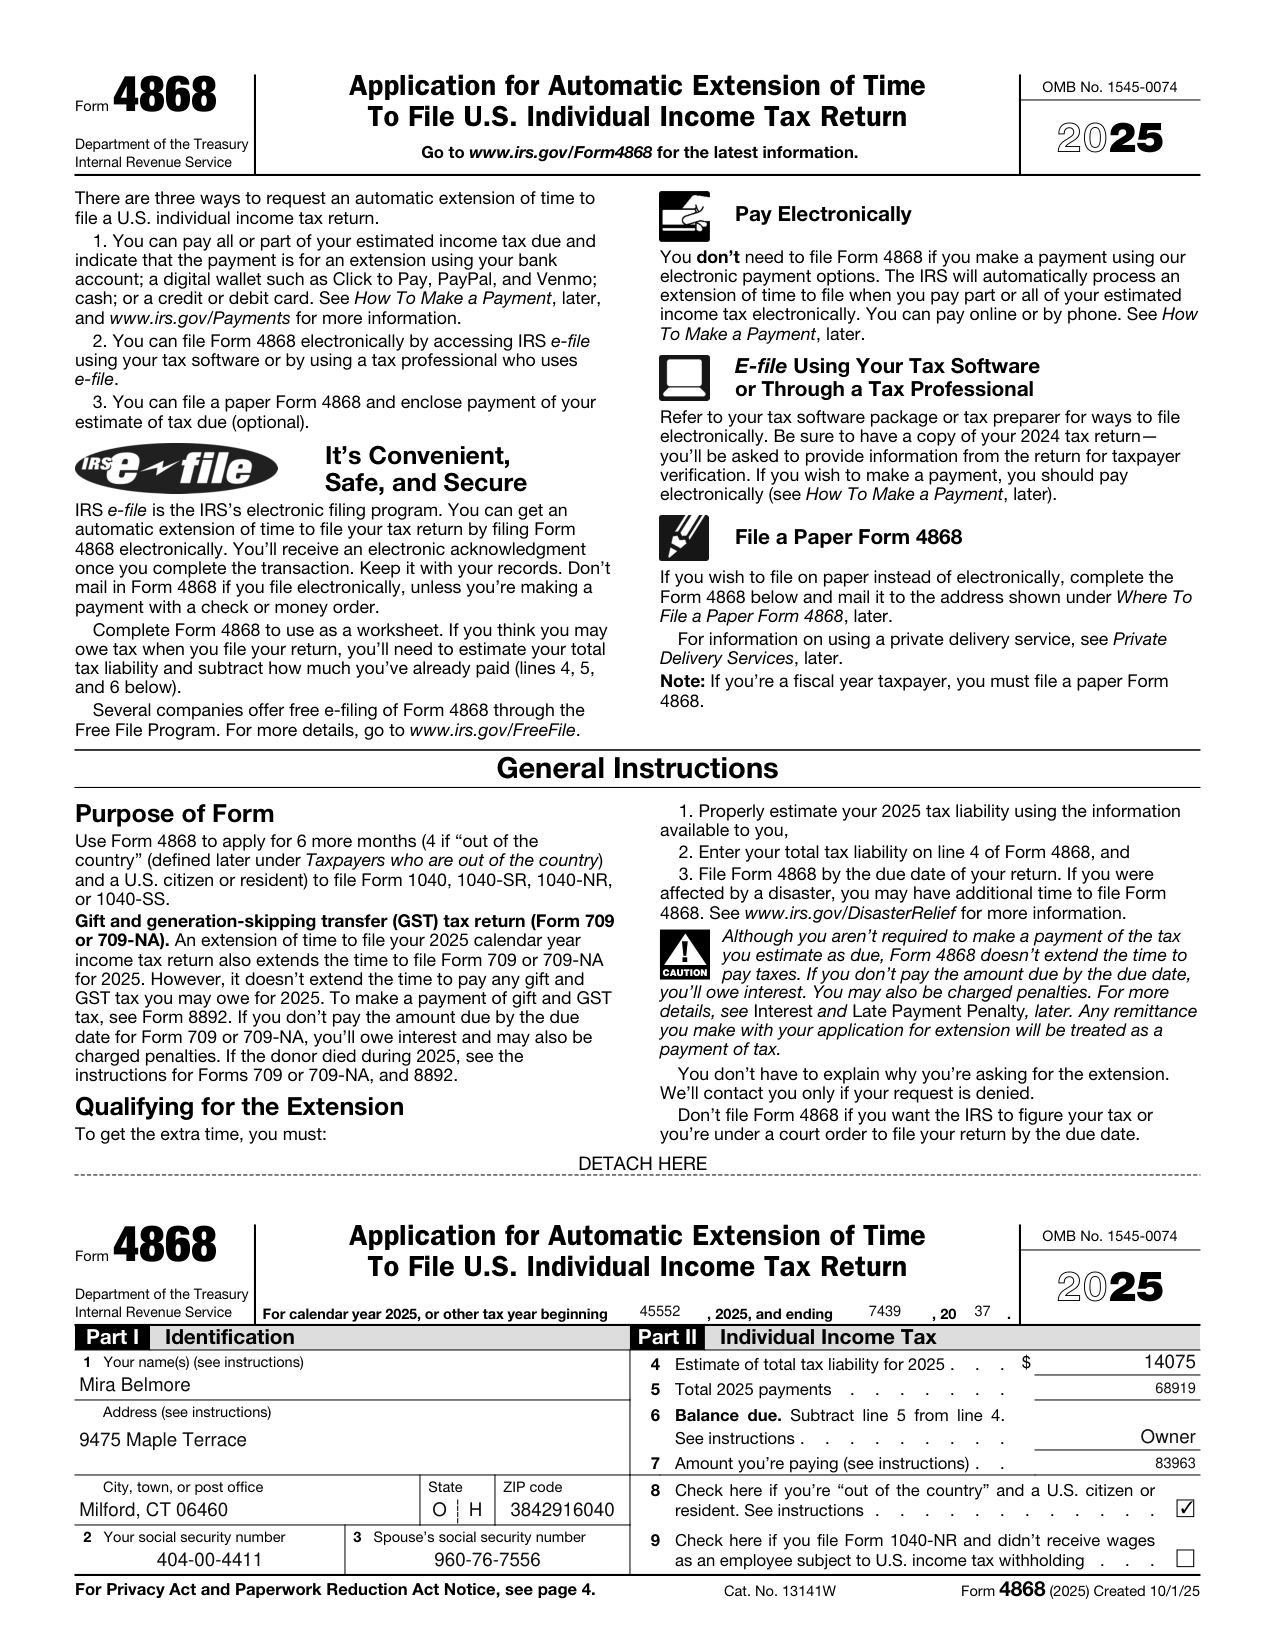 Form 4868
Department of the Treasury
Internal Revenue Service
Application for Automatic Extension of Time
To File U.S. Individual Income Tax Return
Go to www.irs.gov/Form4868 for the latest information.
OMB No. 1545-0074
2025
There are three ways to request an automatic extension of time to
file a U.S. individual income tax return.
1. You can pay all or part of your estimated income tax due and
indicate that the payment is for an extension using your bank
account; a digital wallet such as Click to Pay, PayPal, and Venmo;
cash; or a credit or debit card. See How To Make a Payment, later,
and www.irs.gov/Payments for more information.
2. You can file Form 4868 electronically by accessing IRS e-file
using your tax software or by using a tax professional who uses
e-file.
3. You can file a paper Form 4868 and enclose payment of your
estimate of tax due (optional).
IRS e-file
It’s Convenient,
Safe, and Secure
IRS e-file is the IRS’s electronic filing program. You can get an
automatic extension of time to file your tax return by filing Form
4868 electronically. You’ll receive an electronic acknowledgment
once you complete the transaction. Keep it with your records. Don’t
mail in Form 4868 if you file electronically, unless you’re making a
payment with a check or money order.
Complete Form 4868 to use as a worksheet. If you think you may
owe tax when you file your return, you’ll need to estimate your total
tax liability and subtract how much you’ve already paid (lines 4, 5,
and 6 below).
Several companies offer free e-filing of Form 4868 through the
Free File Program. For more details, go to www.irs.gov/FreeFile.
Pay Electronically
You don’t need to file Form 4868 if you make a payment using our
electronic payment options. The IRS will automatically process an
extension of time to file when you pay part or all of your estimated
income tax electronically. You can pay online or by phone. See How
To Make a Payment, later.
E-file Using Your Tax Software
or Through a Tax Professional
Refer to your tax software package or tax preparer for ways to file
electronically. Be sure to have a copy of your 2024 tax return—
you’ll be asked to provide information from the return for taxpayer
verification. If you wish to make a payment, you should pay
electronically (see How To Make a Payment, later).
File a Paper Form 4868
If you wish to file on paper instead of electronically, complete the
Form 4868 below and mail it to the address shown under Where To
File a Paper Form 4868, later.
For information on using a private delivery service, see Private
Delivery Services, later.
Note: If you’re a fiscal year taxpayer, you must file a paper Form
4868.
General Instructions
Purpose of Form
Use Form 4868 to apply for 6 more months (4 if “out of the
country” (defined later under Taxpayers who are out of the country)
and a U.S. citizen or resident) to file Form 1040, 1040-SR, 1040-NR,
or 1040-SS.
Gift and generation-skipping transfer (GST) tax return (Form 709
or 709-NA). An extension of time to file your 2025 calendar year
income tax return also extends the time to file Form 709 or 709-NA
for 2025. However, it doesn’t extend the time to pay any gift and
GST tax you may owe for 2025. To make a payment of gift and GST
tax, see Form 8892. If you don’t pay the amount due by the due
date for Form 709 or 709-NA, you’ll owe interest and may also be
charged penalties. If the donor died during 2025, see the
instructions for Forms 709 or 709-NA, and 8892.
Qualifying for the Extension
To get the extra time, you must:
1. Properly estimate your 2025 tax liability using the information
available to you,
2. Enter your total tax liability on line 4 of Form 4868, and
3. File Form 4868 by the due date of your return. If you were
affected by a disaster, you may have additional time to file Form
4868. See www.irs.gov/DisasterRelief for more information.
CAUTION
Although you aren’t required to make a payment of the tax
you estimate as due, Form 4868 doesn’t extend the time to
pay taxes. If you don’t pay the amount due by the due date,
you’ll owe interest. You may also be charged penalties. For more
details, see Interest and Late Payment Penalty, later. Any remittance
you make with your application for extension will be treated as a
payment of tax.
You don’t have to explain why you’re asking for the extension.
We’ll contact you only if your request is denied.
Don’t file Form 4868 if you want the IRS to figure your tax or
you’re under a court order to file your return by the due date.
DETACH HERE
Form 4868
Department of the Treasury
Internal Revenue Service
Application for Automatic Extension of Time
To File U.S. Individual Income Tax Return
For calendar year 2025, or other tax year beginning 45552 , 2025, and ending 7439 , 20 37 .
OMB No. 1545-0074
2025
Part I Identification
1 Your name(s) (see instructions)
Mira Belmore
Address (see instructions)
9475 Maple Terrace
City, town, or post office State ZIP code
Milford, CT 06460 O H 3842916040
2 Your social security number 3 Spouse’s social security number
404-00-4411 960-76-7556
Part II Individual Income Tax
4 Estimate of total tax liability for 2025 . . . $ 14075
5 Total 2025 payments . . . . . . . 68919
6 Balance due. Subtract line 5 from line 4.
See instructions . . . . . . . . . Owner
7 Amount you’re paying (see instructions) . . 83963
8 Check here if you’re “out of the country” and a U.S. citizen or
resident. See instructions . . . . . . . . . . . . ✓
9 Check here if you file Form 1040-NR and didn’t receive wages
as an employee subject to U.S. income tax withholding . . .
For Privacy Act and Paperwork Reduction Act Notice, see page 4. Cat. No. 13141W Form 4868 (2025) Created 10/1/25